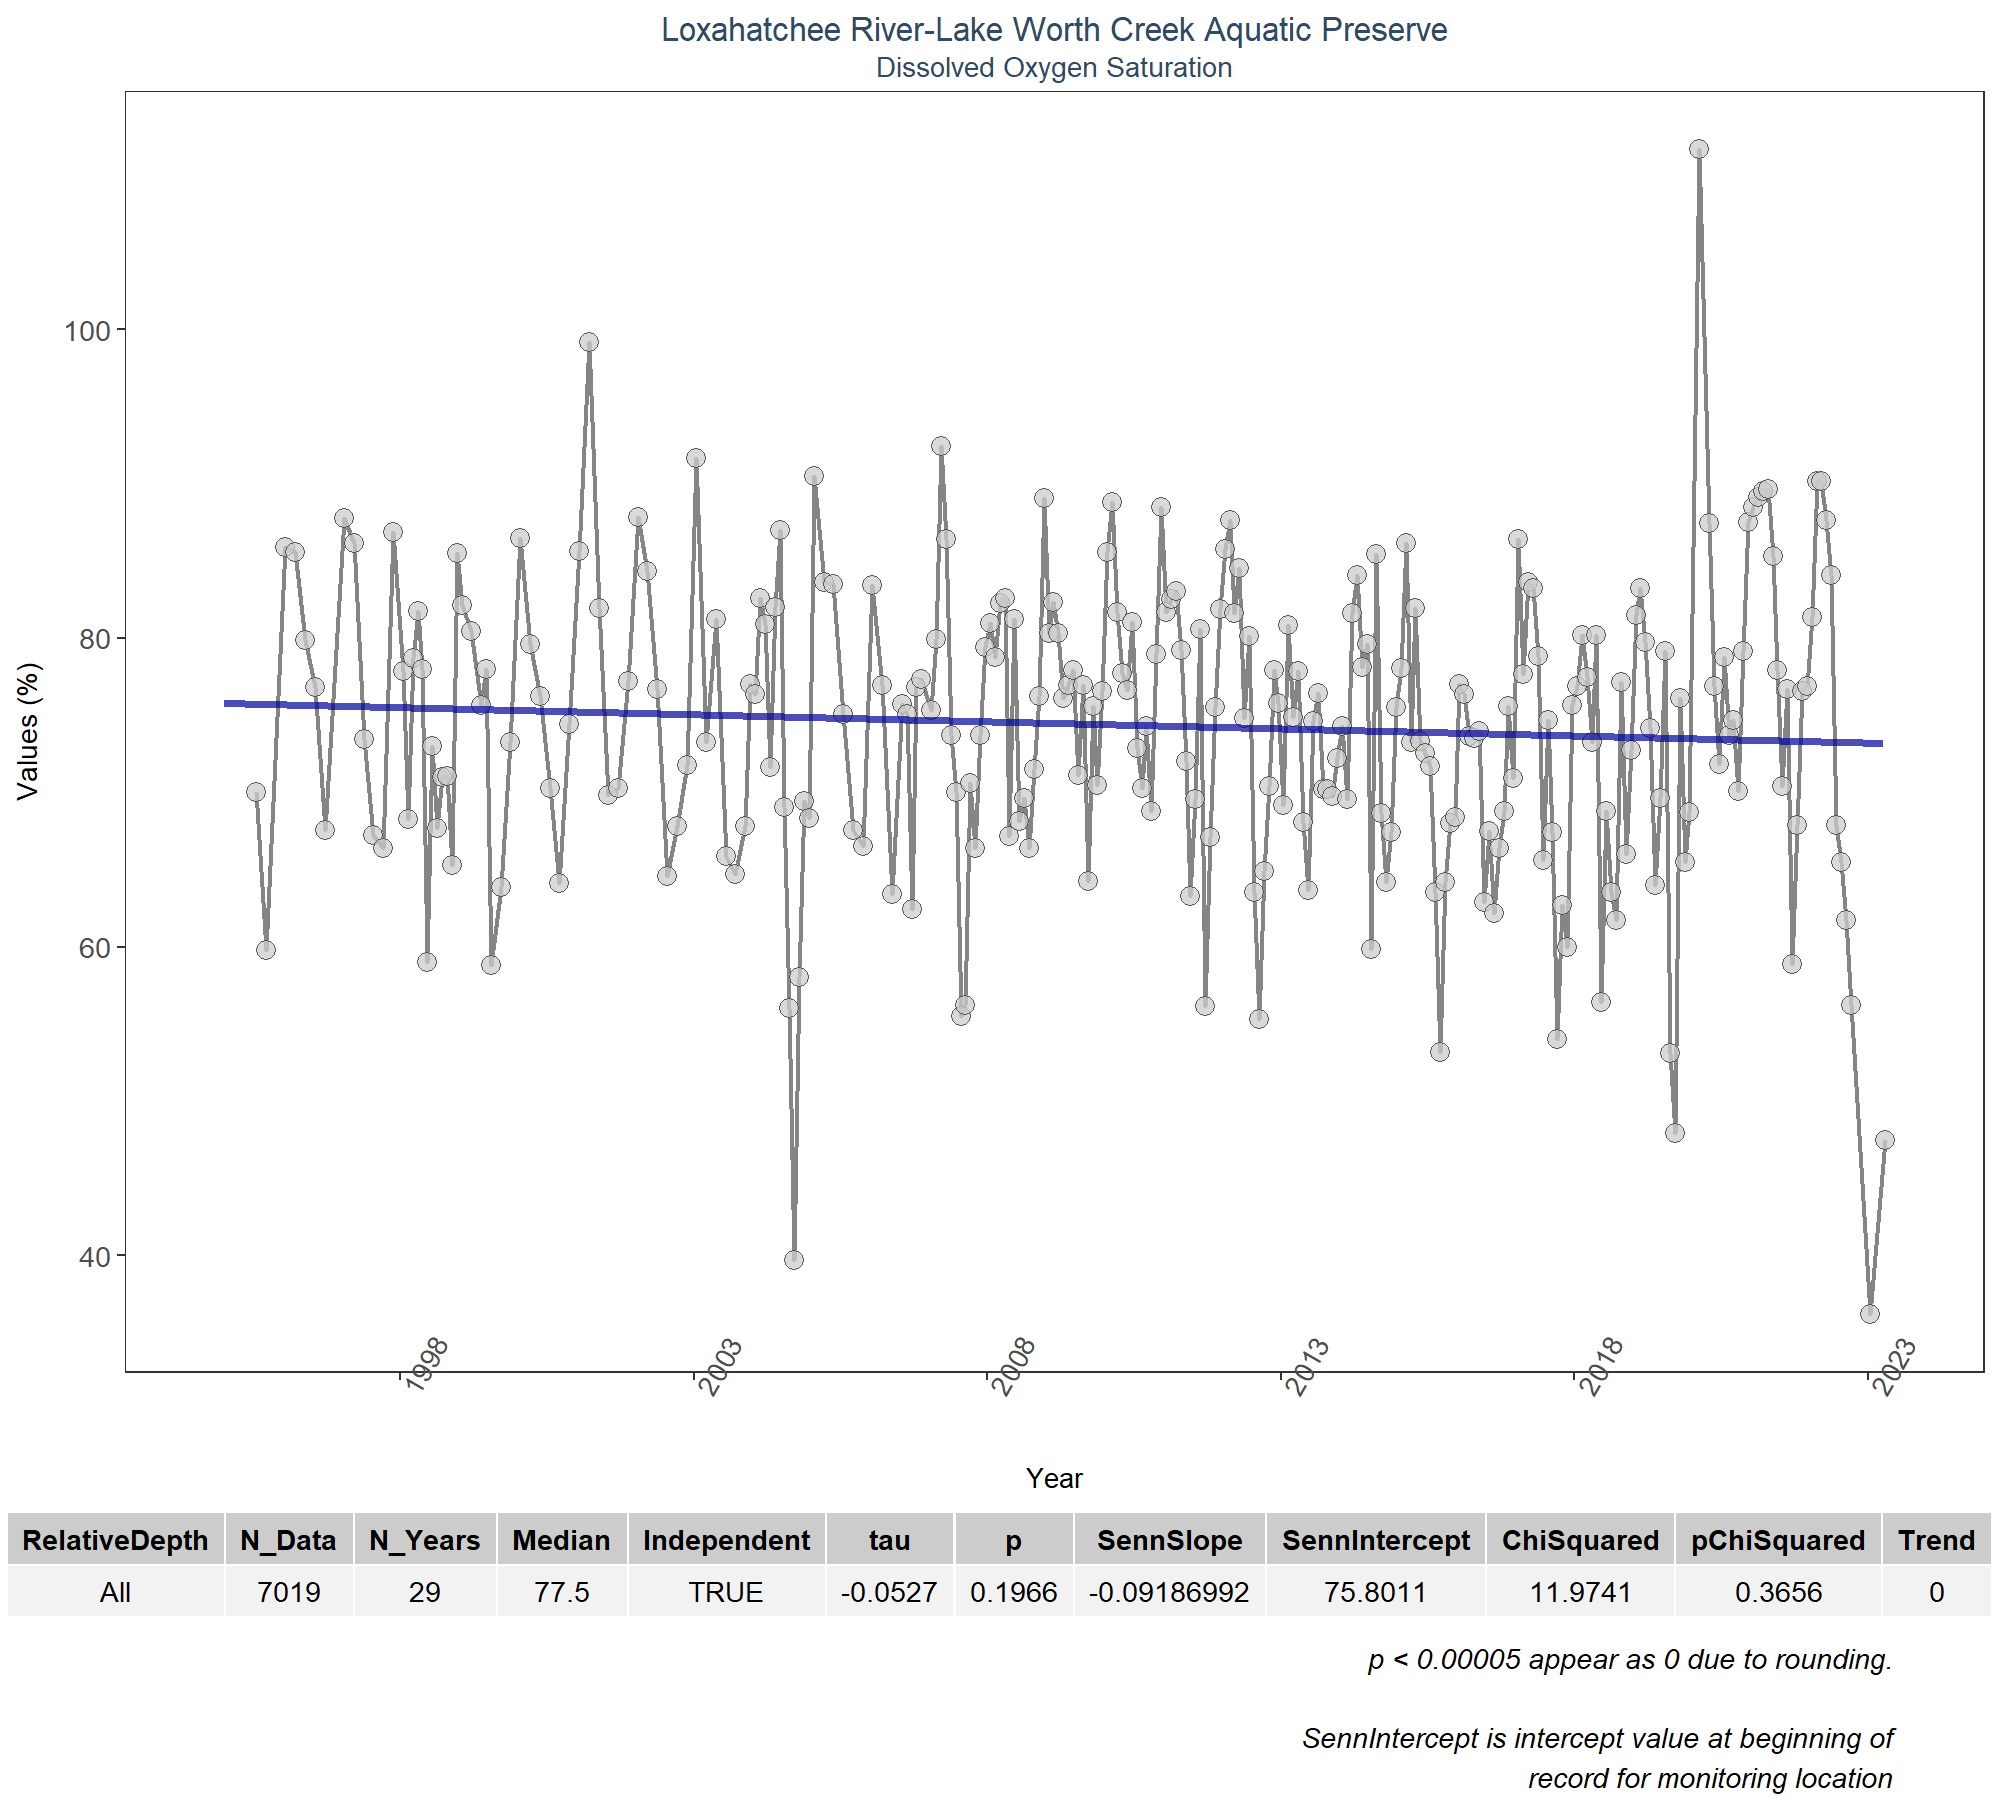 Loxahatchee River-Lake Worth Creek Aquatic Preserve
Dissolved Oxygen Saturation
Values (%)
100
80
60
40
1998 2003 2008 2013 2018 2023
Year
RelativeDepth N_Data N_Years Median Independent tau p SennSlope SennIntercept ChiSquared pChiSquared Trend
All 7019 29 77.5 TRUE -0.0527 0.1966 -0.09186992 75.8011 11.9741 0.3656 0
p < 0.00005 appear as 0 due to rounding.
SennIntercept is intercept value at beginning of
record for monitoring location